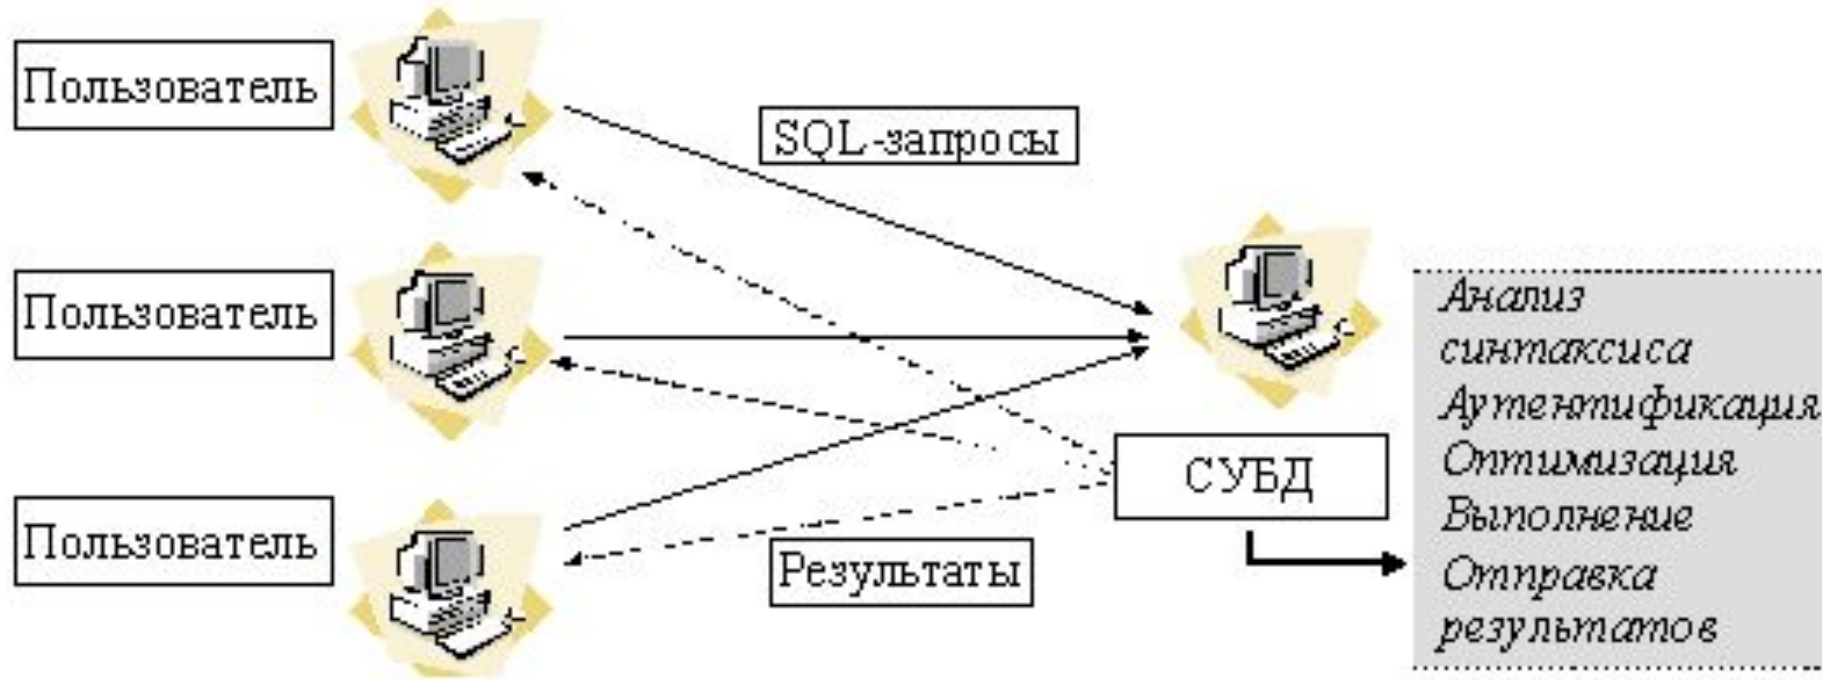 Пользователь
SQL-запросы
Пользователь
Пользователь
СУБД
Результаты
Анализ
синтаксиса
Аутентификация
Оптимизация
Выполнение
Отправка
результатов